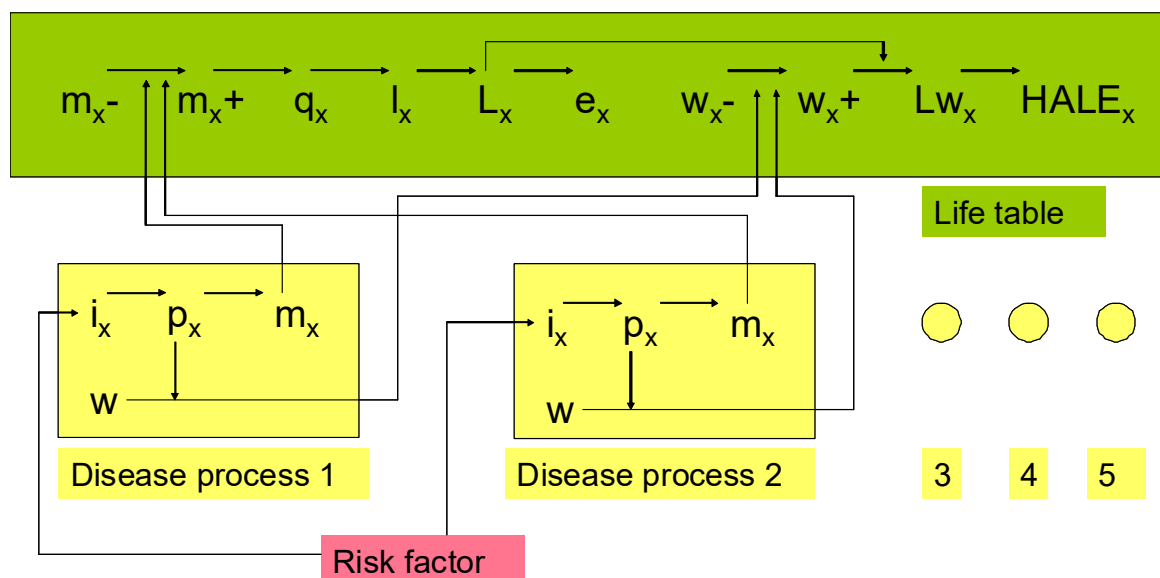 mₓ- mₓ+ qₓ lₓ Lₓ eₓ wₓ- wₓ+ Lwₓ HALEₓ
Life table
iₓ pₓ mₓ
w
Disease process 1
iₓ pₓ mₓ
w
Disease process 2
3 4 5
Risk factor